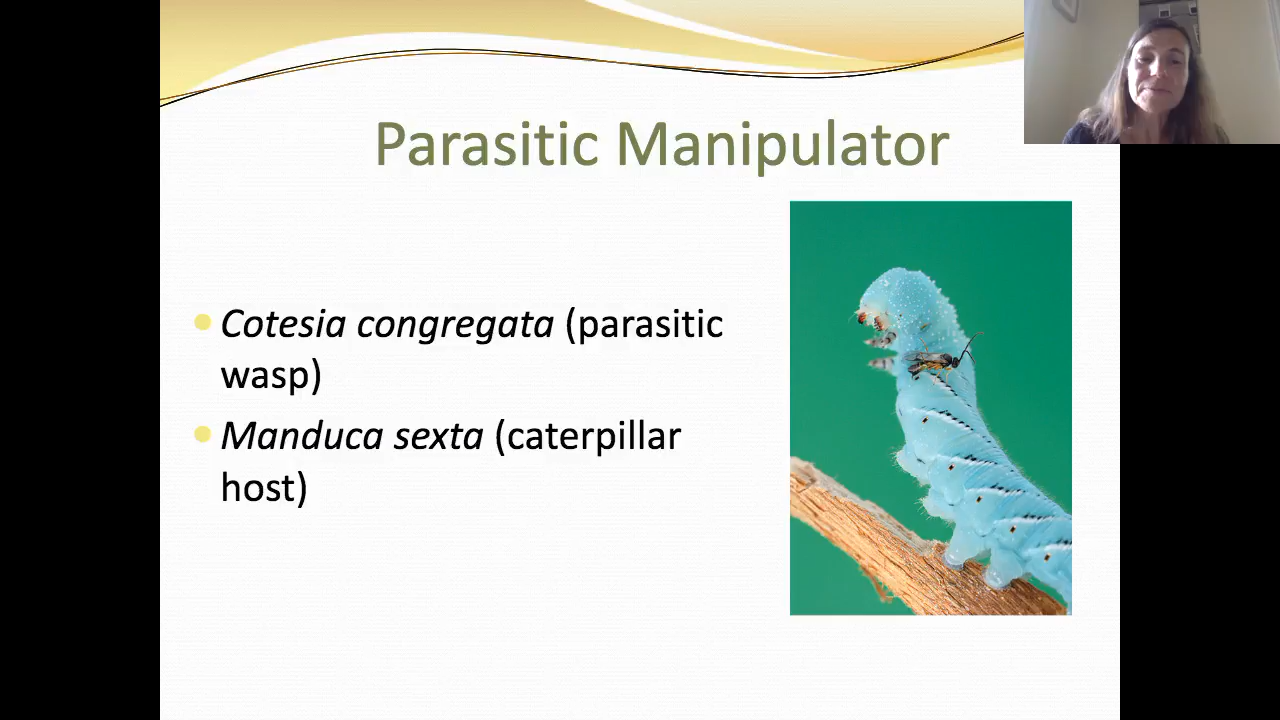 Parasitic Manipulator
Cotesia congregata (parasitic
wasp)
Manduca sexta (caterpillar
host)